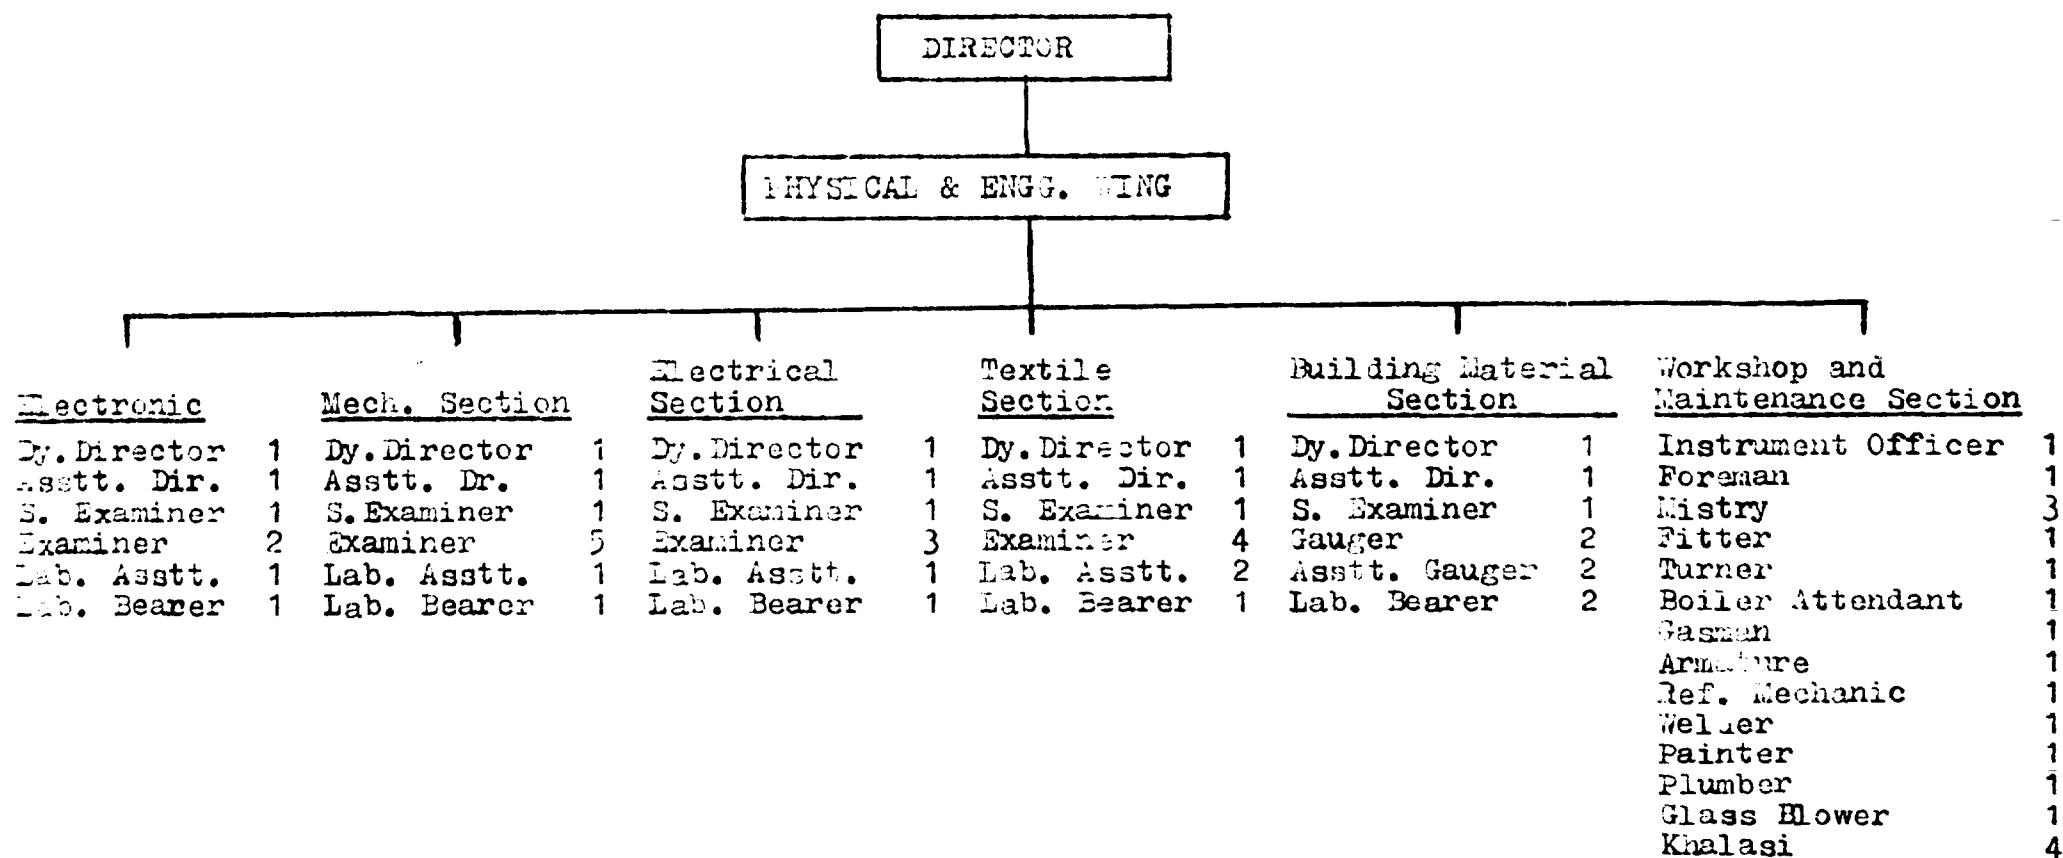 DIRECTOR
PHYSICAL & ENGG. WING
Electronic
Dy.Director 1
Asstt. Dir. 1
S. Examiner 1
Examiner 2
Lab. Asstt. 1
Lab. Bearer 1
Mech. Section
Dy.Director 1
Asstt. Dr. 1
S.Examiner 1
Examiner 5
Lab. Asstt. 1
Lab. Bearer 1
Electrical
Section
Dy.Director 1
Asstt. Dir. 1
S. Examiner 1
Examiner 3
Lab. Asstt. 1
Lab. Bearer 1
Textile
Section
Dy.Director 1
Asstt. Dir. 1
S. Examiner 1
Examiner 4
Lab. Asstt. 2
Lab. Bearer 1
Building Material
Section
Dy.Director 1
Asstt. Dir. 1
S. Examiner 1
Gauger 2
Asstt. Gauger 2
Lab. Bearer 2
Workshop and
Maintenance Section
Instrument Officer 1
Foreman 1
Mistry 3
Fitter 1
Turner 1
Boiler Attendant 1
Gasman 1
Armature 1
Ref. Mechanic 1
Welder 1
Painter 1
Plumber 1
Glass Blower 1
Khalasi 4